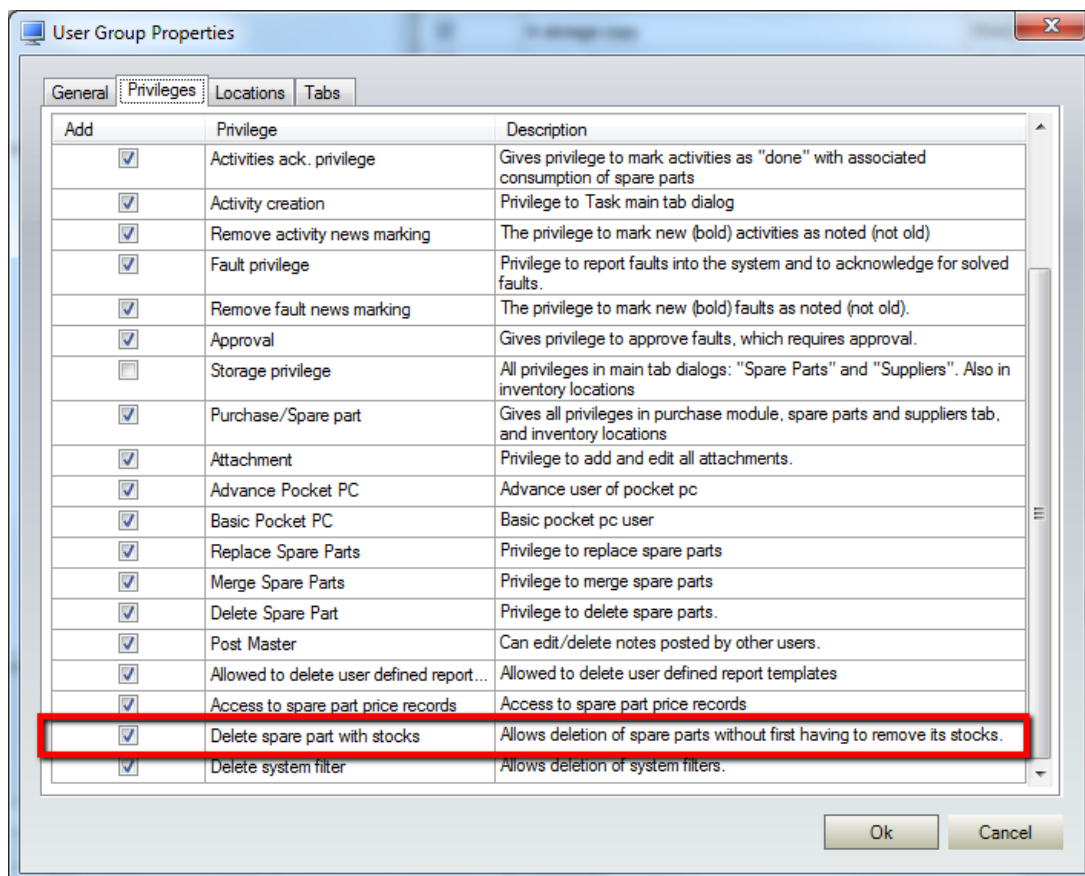 User Group Properties
General Privileges Locations Tabs
Add Privilege Description
Activities ack. privilege Gives privilege to mark activities as "done" with associated
consumption of spare parts
Activity creation Privilege to Task main tab dialog
Remove activity news marking The privilege to mark new (bold) activities as noted (not old)
Fault privilege Privilege to report faults into the system and to acknowledge for solved
faults.
Remove fault news marking The privilege to mark new (bold) faults as noted (not old).
Approval Gives privilege to approve faults, which requires approval.
Storage privilege All privileges in main tab dialogs: "Spare Parts" and "Suppliers". Also in
inventory locations
Purchase/Spare part Gives all privileges in purchase module, spare parts and suppliers tab,
and inventory locations
Attachment Privilege to add and edit all attachments.
Advance Pocket PC Advance user of pocket pc
Basic Pocket PC Basic pocket pc user
Replace Spare Parts Privilege to replace spare parts
Merge Spare Parts Privilege to merge spare parts
Delete Spare Part Privilege to delete spare parts.
Post Master Can edit/delete notes posted by other users.
Allowed to delete user defined report... Allowed to delete user defined report templates
Access to spare part price records Access to spare part price records
Delete spare part with stocks Allows deletion of spare parts without first having to remove its stocks.
Delete system filter Allows deletion of system filters.
Ok Cancel